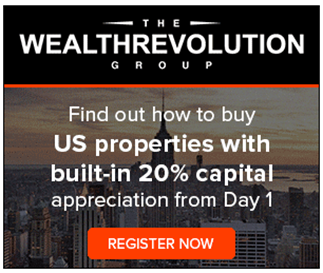 THE
WEALTHREVOLUTION
GROUP
Find out how to buy
US properties with
built-in 20% capital
appreciation from Day 1
REGISTER NOW